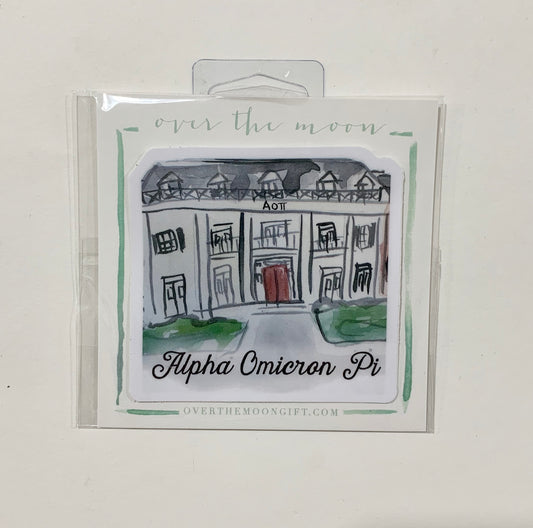 over the moon
ΑΟΠ
Alpha Omicron Pi
OVERTHEMOONGIFT.COM